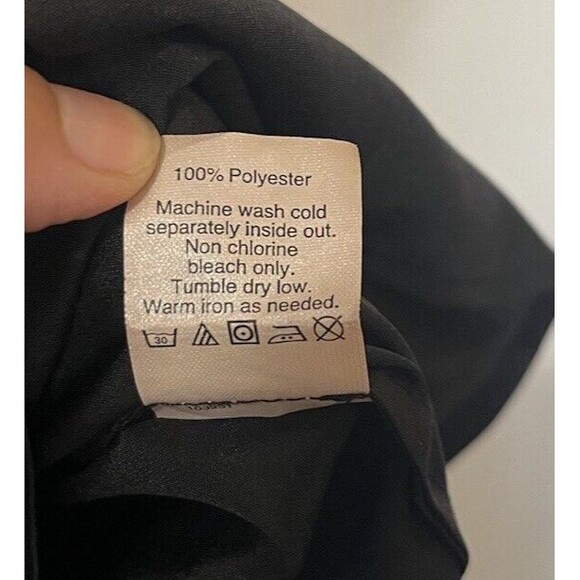 100% Polyester
Machine wash cold
separately inside out.
Non chlorine
bleach only.
Tumble dry low.
Warm iron as needed.
30